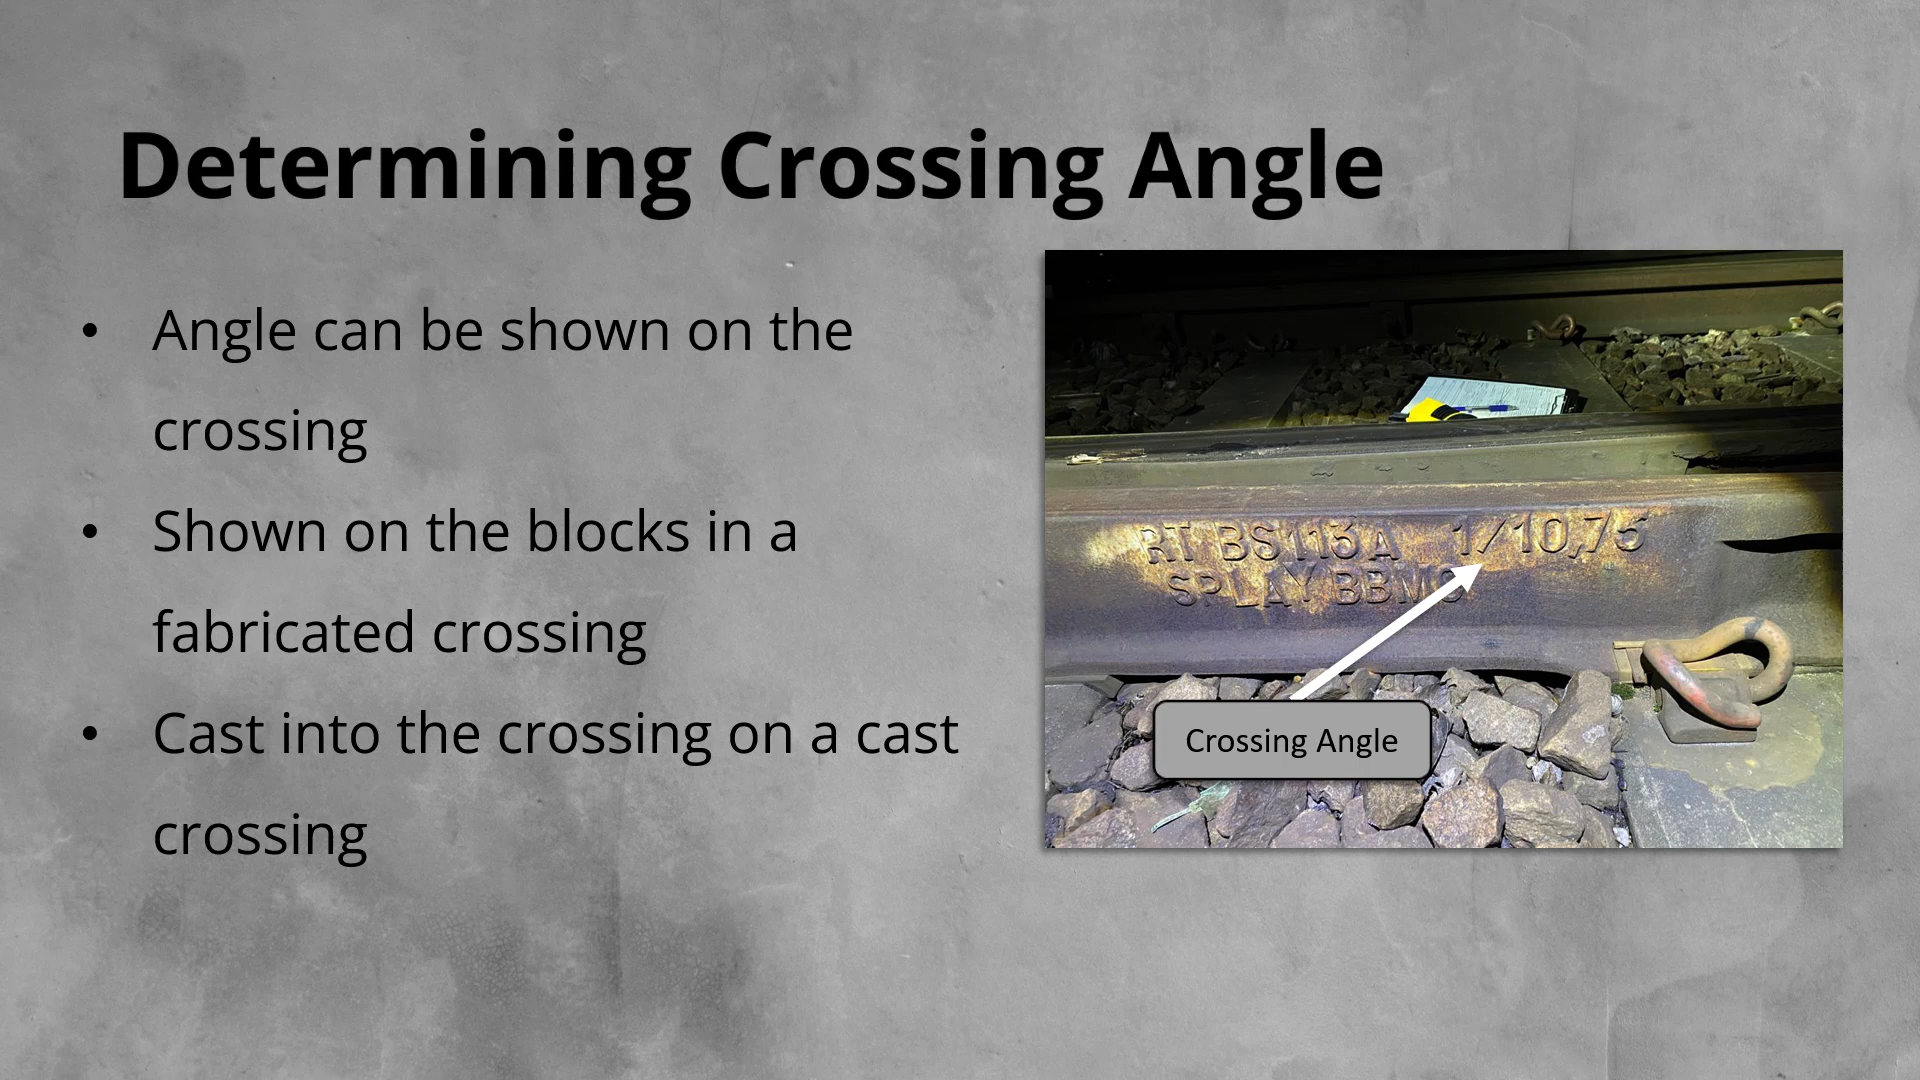 Determining Crossing Angle
• Angle can be shown on the
crossing
• Shown on the blocks in a
fabricated crossing
• Cast into the crossing on a cast
crossing
RT BS113A 1/10,75
SPLAY
Crossing Angle